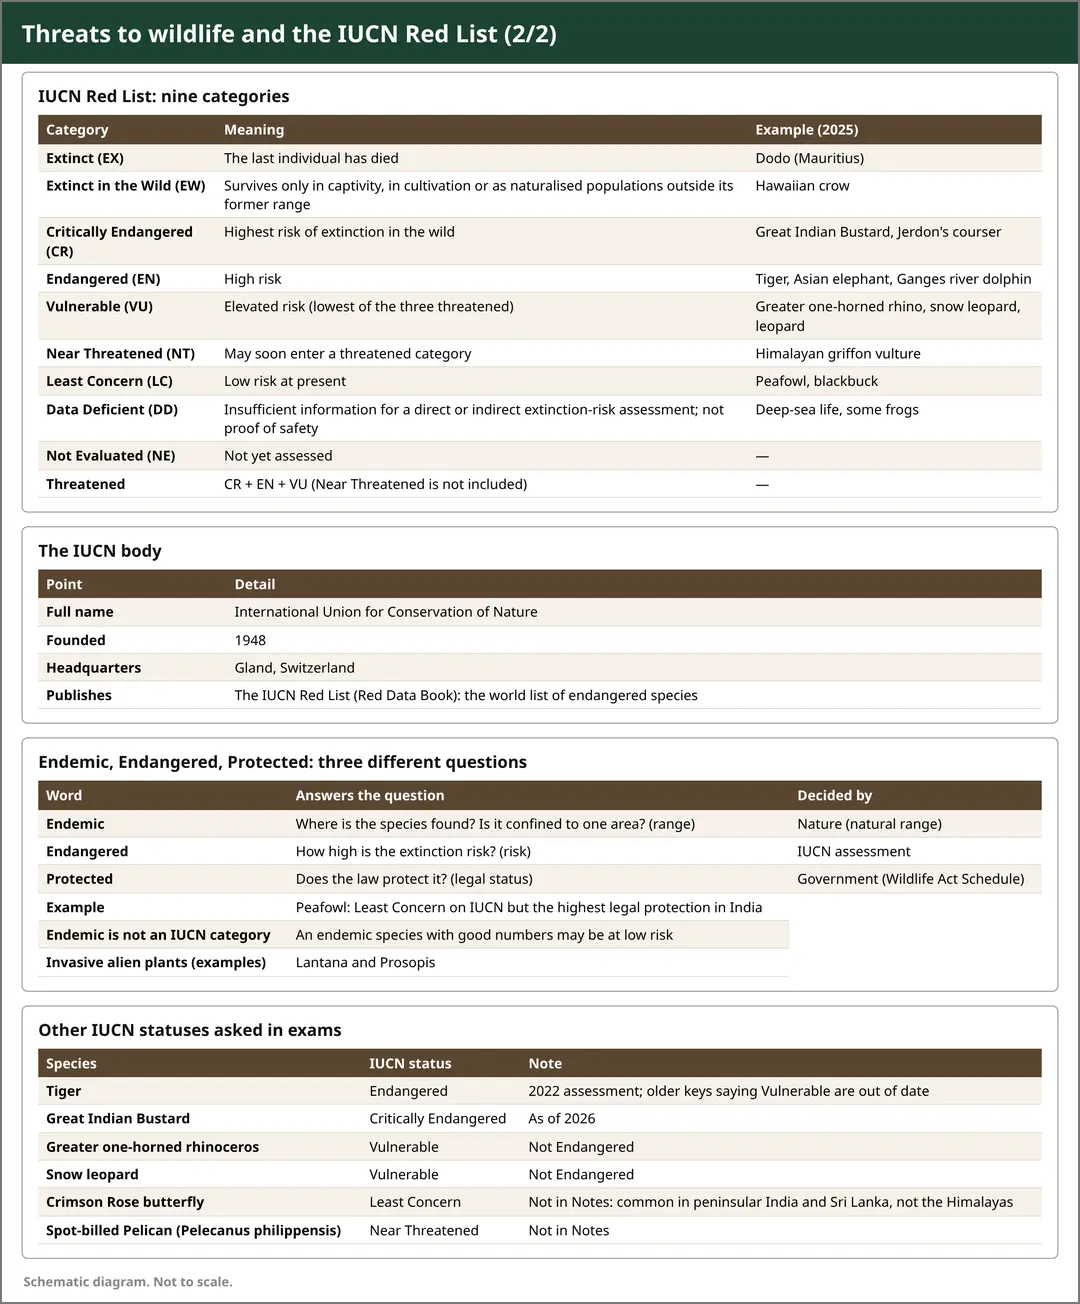 Threats to wildlife and the IUCN Red List (2/2)
IUCN Red List: nine categories
Category Meaning Example (2025)
Extinct (EX) The last individual has died Dodo (Mauritius)
Extinct in the Wild (EW) Survives only in captivity, in cultivation or as naturalised populations outside its Hawaiian crow
former range
Critically Endangered Highest risk of extinction in the wild Great Indian Bustard, Jerdon's courser
(CR)
Endangered (EN) High risk Tiger, Asian elephant, Ganges river dolphin
Vulnerable (VU) Elevated risk (lowest of the three threatened) Greater one-horned rhino, snow leopard,
leopard
Near Threatened (NT) May soon enter a threatened category Himalayan griffon vulture
Least Concern (LC) Low risk at present Peafowl, blackbuck
Data Deficient (DD) Insufficient information for a direct or indirect extinction-risk assessment; not Deep-sea life, some frogs
proof of safety
Not Evaluated (NE) Not yet assessed —
Threatened CR + EN + VU (Near Threatened is not included) —
The IUCN body
Point Detail
Full name International Union for Conservation of Nature
Founded 1948
Headquarters Gland, Switzerland
Publishes The IUCN Red List (Red Data Book): the world list of endangered species
Endemic, Endangered, Protected: three different questions
Word Answers the question Decided by
Endemic Where is the species found? Is it confined to one area? (range) Nature (natural range)
Endangered How high is the extinction risk? (risk) IUCN assessment
Protected Does the law protect it? (legal status) Government (Wildlife Act Schedule)
Example Peafowl: Least Concern on IUCN but the highest legal protection in India
Endemic is not an IUCN category An endemic species with good numbers may be at low risk
Invasive alien plants (examples) Lantana and Prosopis
Other IUCN statuses asked in exams
Species IUCN status Note
Tiger Endangered 2022 assessment; older keys saying Vulnerable are out of date
Great Indian Bustard Critically Endangered As of 2026
Greater one-horned rhinoceros Vulnerable Not Endangered
Snow leopard Vulnerable Not Endangered
Crimson Rose butterfly Least Concern Not in Notes: common in peninsular India and Sri Lanka, not the Himalayas
Spot-billed Pelican (Pelecanus philippensis) Near Threatened Not in Notes
Schematic diagram. Not to scale.